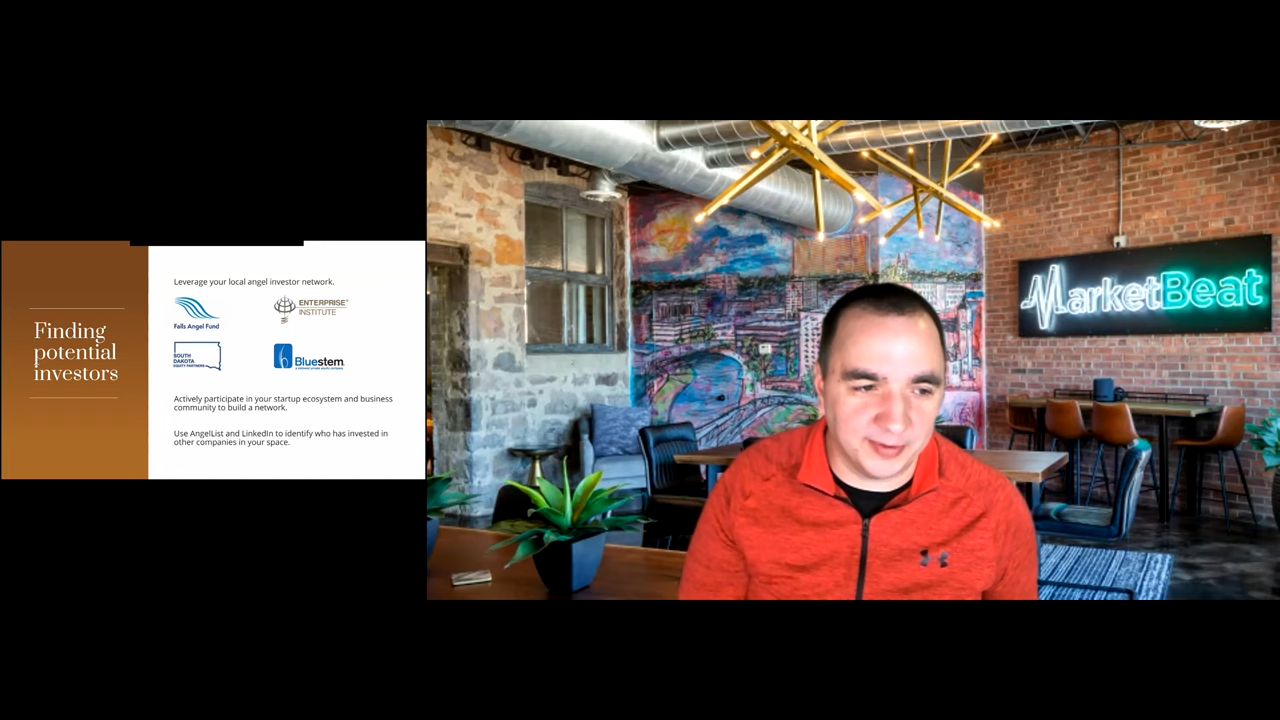 Finding
potential
investors
Leverage your local angel investor network.
Falls Angel Fund
ENTERPRISE
INSTITUTE
SOUTH
DAKOTA
EQUITY PARTNERS
Bluestem
Actively participate in your startup ecosystem and business
community to build a network.
Use AngelList and LinkedIn to identify who has invested in
other companies in your space.
MarketBeat